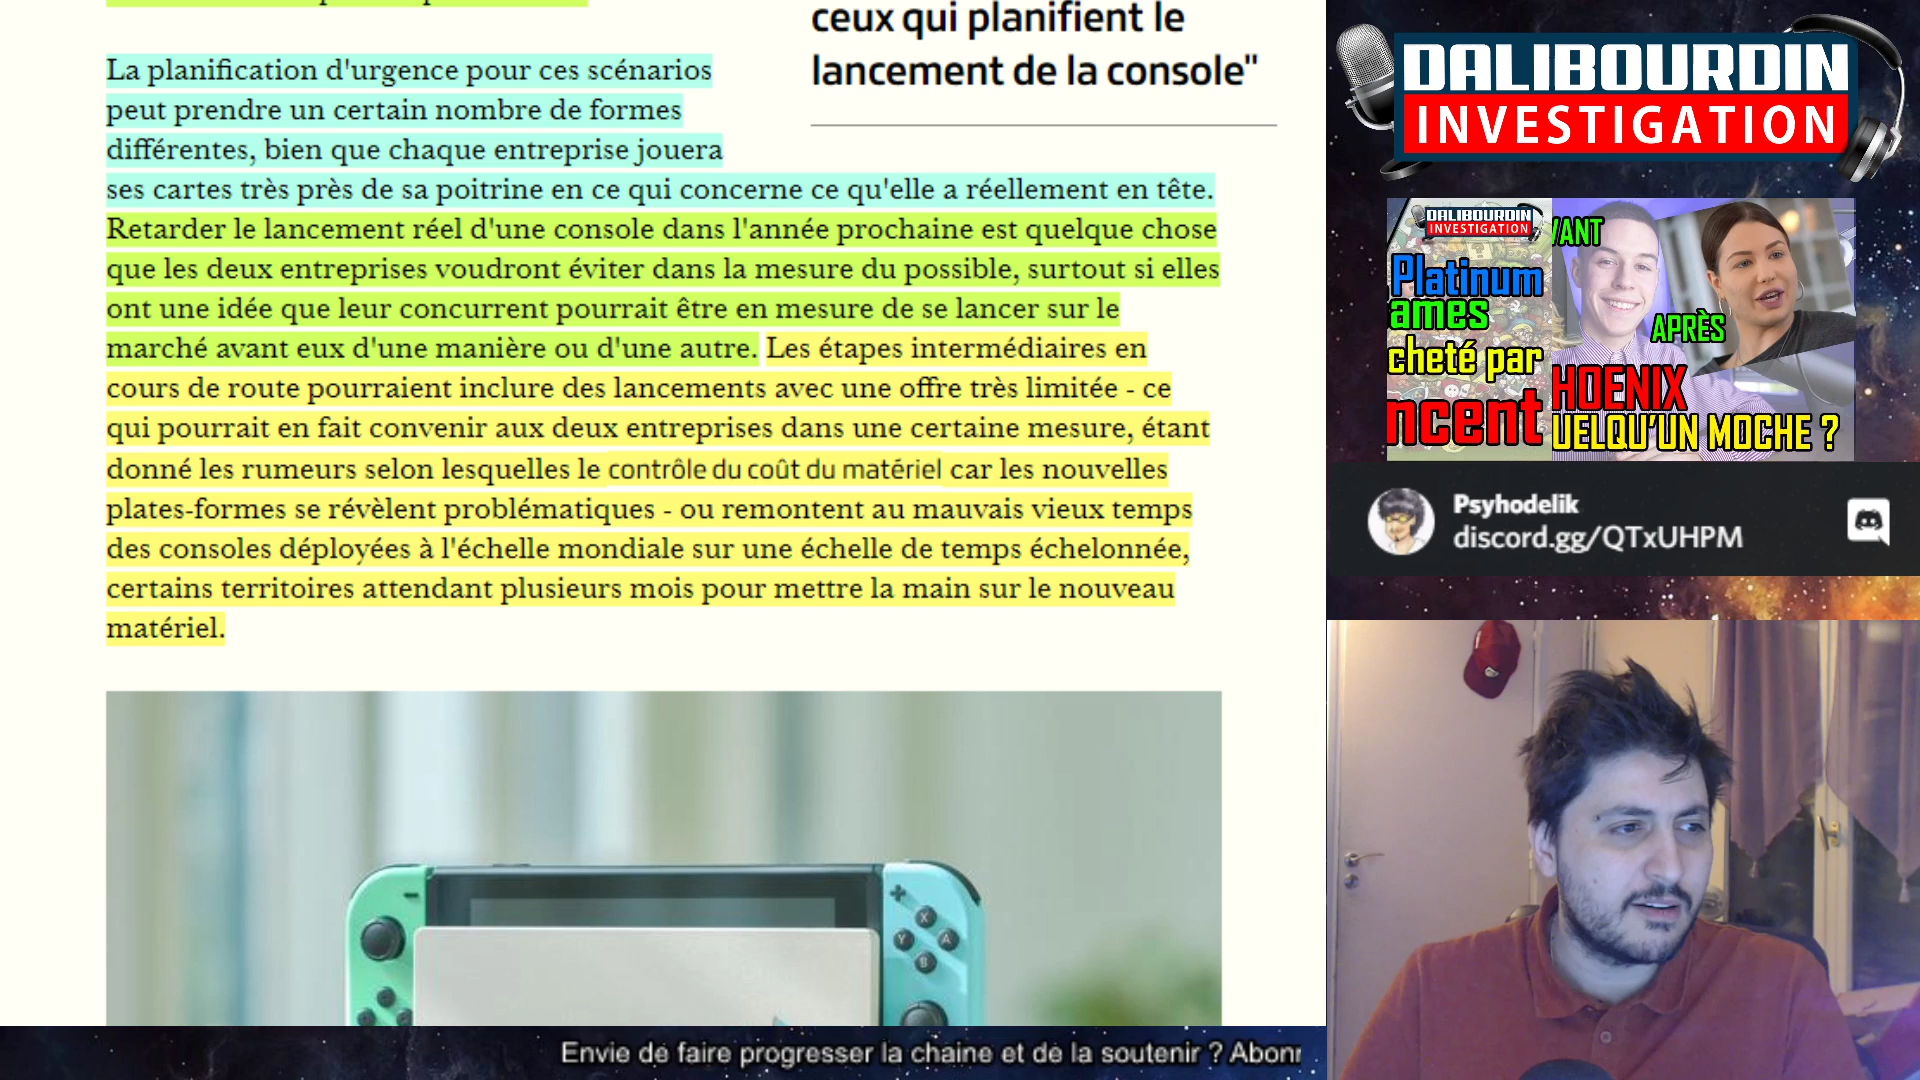 ceux qui planifient le
lancement de la console"
La planification d'urgence pour ces scénarios
peut prendre un certain nombre de formes
différentes, bien que chaque entreprise jouera
ses cartes très près de sa poitrine en ce qui concerne ce qu'elle a réellement en tête.
Retarder le lancement réel d'une console dans l'année prochaine est quelque chose
que les deux entreprises voudront éviter dans la mesure du possible, surtout si elles
ont une idée que leur concurrent pourrait être en mesure de se lancer sur le
marché avant eux d'une manière ou d'une autre. Les étapes intermédiaires en
cours de route pourraient inclure des lancements avec une offre très limitée - ce
qui pourrait en fait convenir aux deux entreprises dans une certaine mesure, étant
donné les rumeurs selon lesquelles le contrôle du coût du matériel car les nouvelles
plates-formes se révèlent problématiques - ou remontent au mauvais vieux temps
des consoles déployées à l'échelle mondiale sur une échelle de temps échelonnée,
certains territoires attendant plusieurs mois pour mettre la main sur le nouveau
matériel.
X
Y A
B
Envie de faire progresser la chaine et de la soutenir ? Abonn
DALIBOURDIN
INVESTIGATION
DALIBOURDIN
INVESTIGATION
Platinum
ames
cheté par
ncent
VANT
APRÈS
HOENIX
UELQU'UN MOCHE ?
Psyhodelik
discord.gg/QTxUHPM